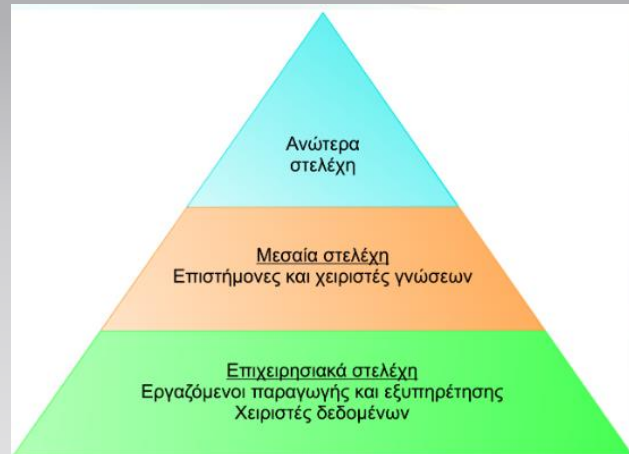 Ανώτερα
στελέχη
Μεσαία στελέχη
Επιστήμονες και χειριστές γνώσεων
Επιχειρησιακά στελέχη
Εργαζόμενοι παραγωγής και εξυπηρέτησης
Χειριστές δεδομένων